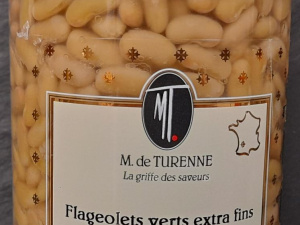 MT.
M. de TURENNE
La griffe des saveurs
Flageolets verts extra fins